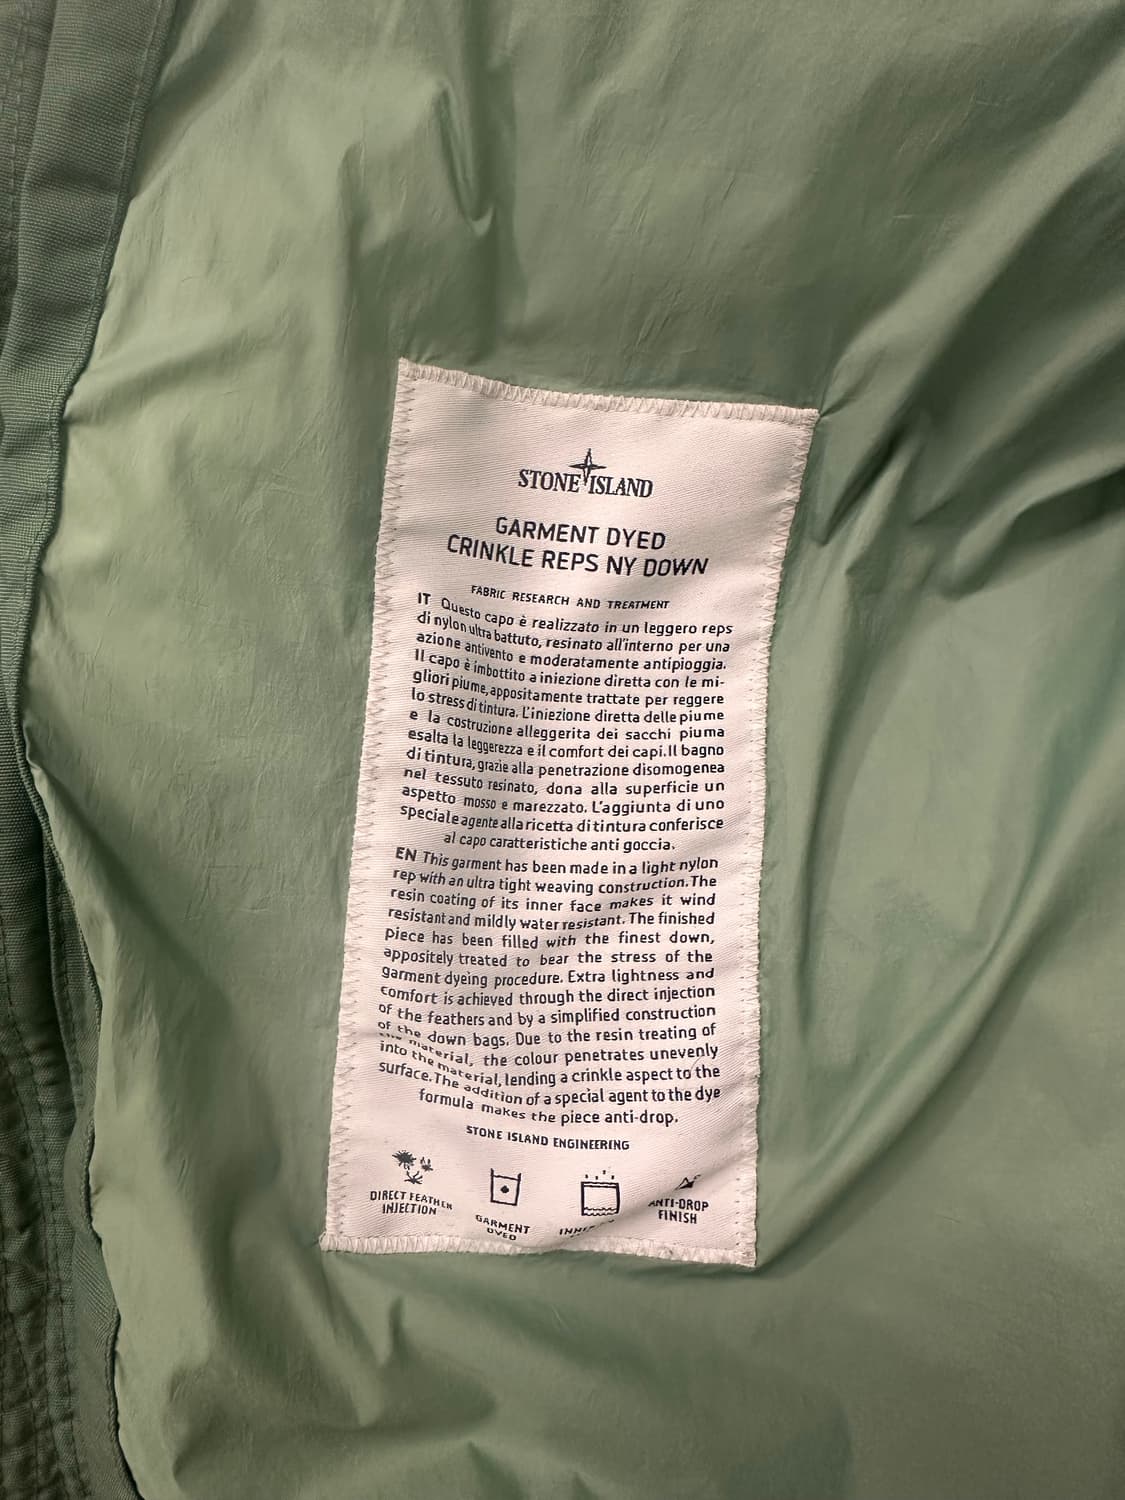 STONE ISLAND
GARMENT DYED
CRINKLE REPS NY DOWN
FABRIC RESEARCH AND TREATMENT
IT Questo capo è realizzato in un leggero reps
di nylon ultra battuto, resinato all'interno per una
azione antivento e moderatamente antipioggia.
Il capo è imbottito a iniezione diretta con le mi-
gliori piume, appositamente trattate per reggere
lo stress di tintura. L'iniezione diretta delle piume
e la costruzione alleggerita dei sacchi piuma
esalta la leggerezza e il comfort dei capi. Il bagno
di tintura, grazie alla penetrazione disomogenea
nel tessuto resinato, dona alla superficie un
aspetto mosso e marezzato. L'aggiunta di uno
speciale agente alla ricetta di tintura conferisce
al capo caratteristiche anti goccia.
EN This garment has been made in a light nylon
rep with an ultra tight weaving construction. The
resin coating of its inner face makes it wind
resistant and mildly water resistant. The finished
piece has been filled with the finest down,
appositely treated to bear the stress of the
garment dyeing procedure. Extra lightness and
comfort is achieved through the direct injection
of the feathers and by a simplified construction
of the down bags. Due to the resin treating of
the material, the colour penetrates unevenly
into the material, lending a crinkle aspect to the
surface. The addition of a special agent to the dye
formula makes the piece anti-drop.
STONE ISLAND ENGINEERING
DIRECT FEATHER
INJECTION
GARMENT
DYED
ANTI-DROP
FINISH